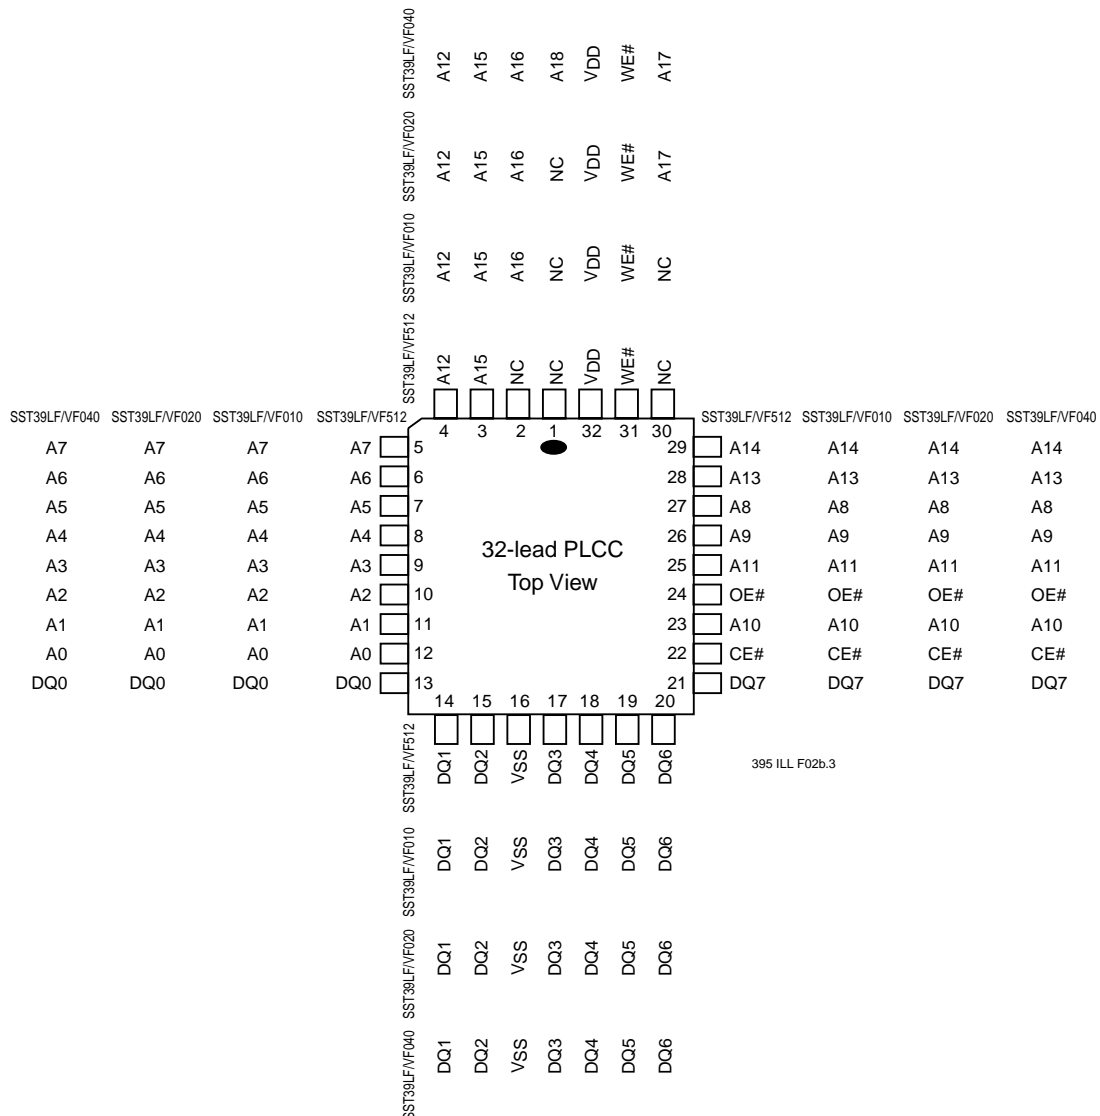 SST39LF/VF040 A12 A15 A16 A18 VDD WE# A17
SST39LF/VF020 A12 A15 A16 NC VDD WE# A17
SST39LF/VF010 A12 A15 A16 NC VDD WE# NC
SST39LF/VF512 A12 A15 NC NC VDD WE# NC
SST39LF/VF040 SST39LF/VF020 SST39LF/VF010 SST39LF/VF512 4 3 2 1 32 31 30 SST39LF/VF512 SST39LF/VF010 SST39LF/VF020 SST39LF/VF040
A7 A7 A7 A7 5 29 A14 A14 A14 A14
A6 A6 A6 A6 6 28 A13 A13 A13 A13
A5 A5 A5 A5 7 27 A8 A8 A8 A8
A4 A4 A4 A4 8 26 A9 A9 A9 A9
32-lead PLCC
A3 A3 A3 A3 9 25 A11 A11 A11 A11
Top View
A2 A2 A2 A2 10 24 OE# OE# OE# OE#
A1 A1 A1 A1 11 23 A10 A10 A10 A10
A0 A0 A0 A0 12 22 CE# CE# CE# CE#
DQ0 DQ0 DQ0 DQ0 13 21 DQ7 DQ7 DQ7 DQ7
14 15 16 17 18 19 20
SST39LF/VF512 DQ1 DQ2 VSS DQ3 DQ4 DQ5 DQ6
395 ILL F02b.3
SST39LF/VF010 DQ1 DQ2 VSS DQ3 DQ4 DQ5 DQ6
SST39LF/VF020 DQ1 DQ2 VSS DQ3 DQ4 DQ5 DQ6
SST39LF/VF040 DQ1 DQ2 VSS DQ3 DQ4 DQ5 DQ6